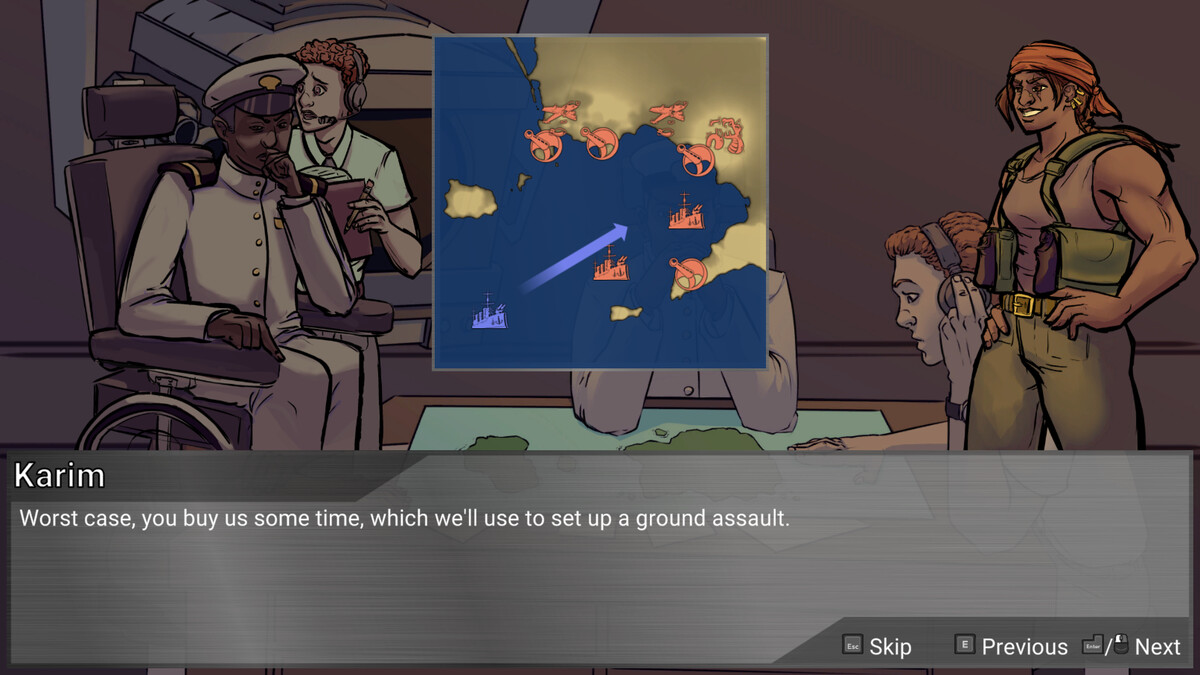 Karim
Worst case, you buy us some time, which we'll use to set up a ground assault.
Esc Skip E Previous Enter / Next